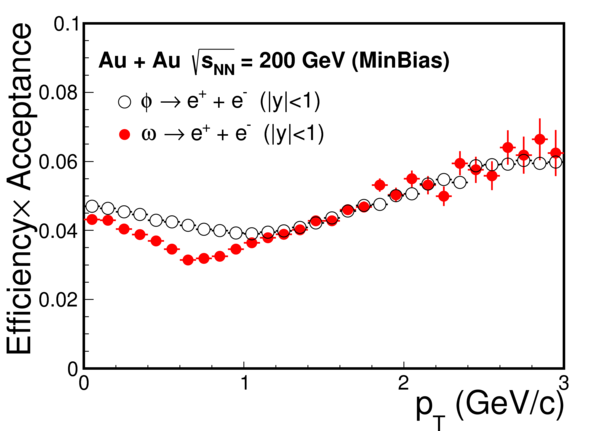 0.1
Au + Au √sNN = 200 GeV (MinBias)
ϕ → e+ + e- (|y|<1)
ω → e+ + e- (|y|<1)
0.08
0.06
0.04
0.02
0
Efficiency× Acceptance
0 1 2 3
pT (GeV/c)